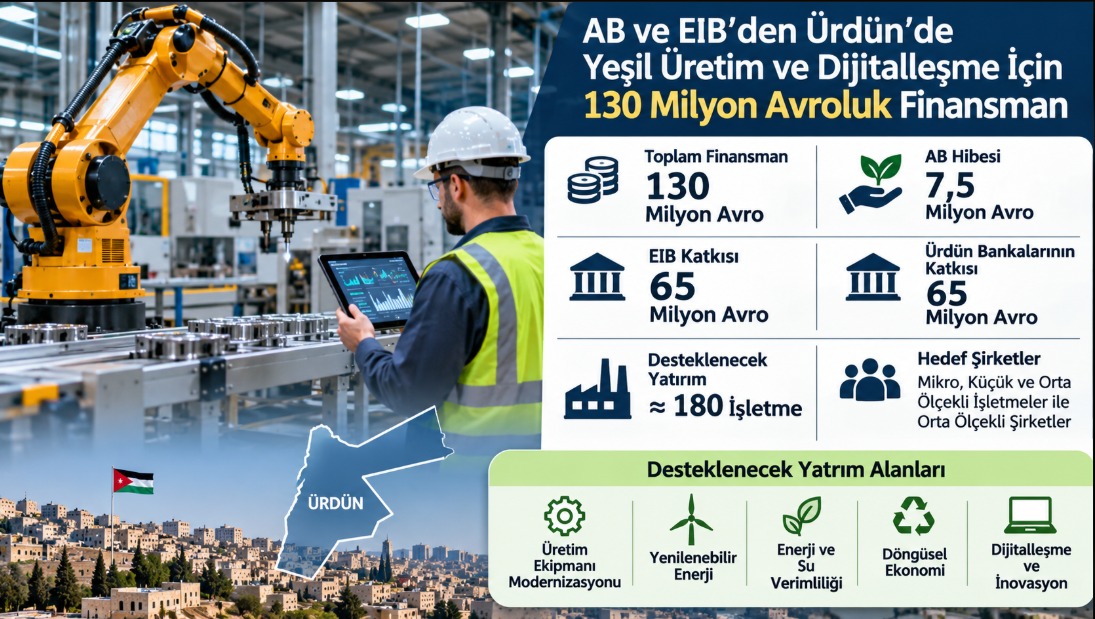 AB ve EIB'den Ürdün'de
Yeşil Üretim ve Dijitalleşme İçin
130 Milyon Avroluk Finansman
Toplam Finansman
130
Milyon Avro
AB Hibesi
7,5
Milyon Avro
EIB Katkısı
65
Milyon Avro
Ürdün Bankalarının
Katkısı
65
Milyon Avro
Desteklenecek
Yatırım
≈ 180 İşletme
Hedef Şirketler
Mikro, Küçük ve Orta
Ölçekli İşletmeler ile
Orta Ölçekli Şirketler
ÜRDÜN
Desteklenecek Yatrım Alanları
Üretim
Ekipmanı
Modernizasyonu
Yenilenebilir
Enerji
Enerji ve
Su
Verimliliği
Döngüsel
Ekonomi
Dijitalleşme
ve
İnovasyon